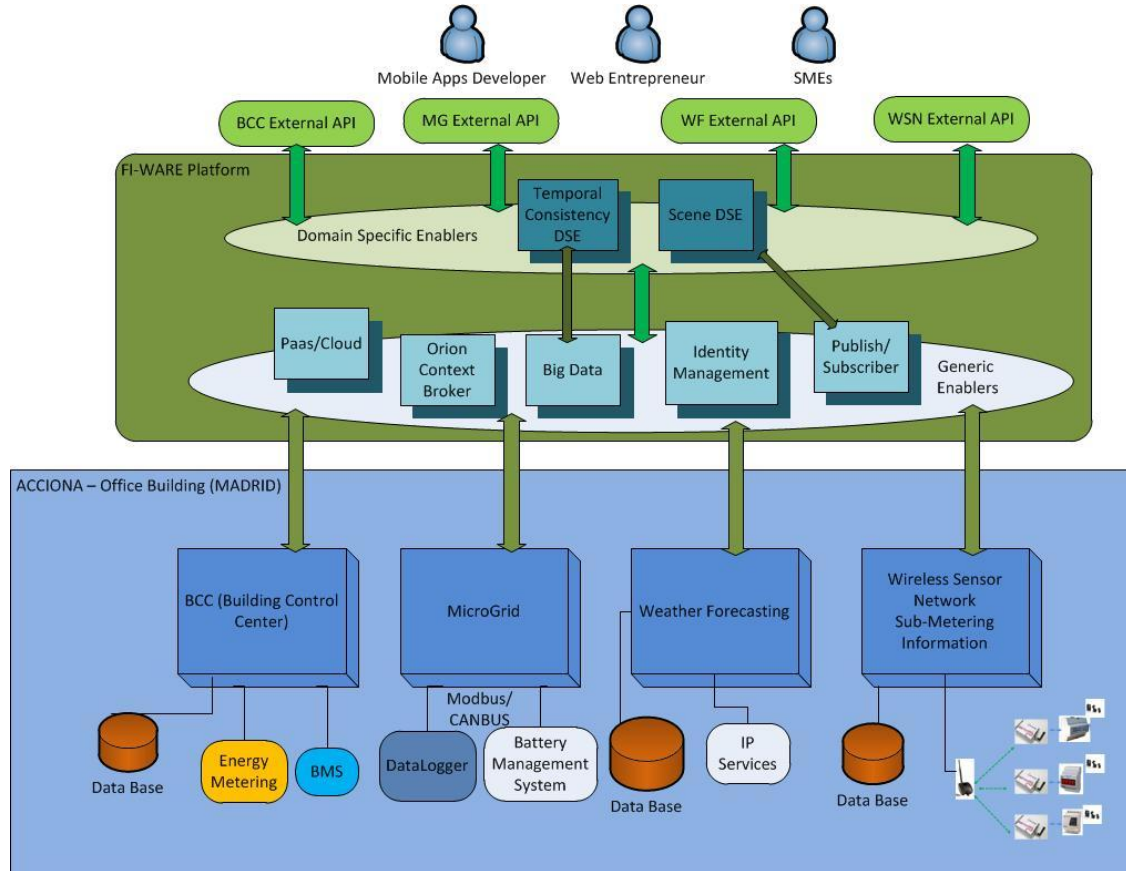 Mobile Apps Developer
Web Entrepreneur
SMEs
BCC External API
MG External API
WF External API
WSN External API
FI-WARE Platform
Temporal
Consistency
DSE
Scene DSE
Domain Specific Enablers
Paas/Cloud
Orion
Context
Broker
Big Data
Identity
Management
Publish/
Subscriber
Generic
Enablers
ACCIONA – Office Building (MADRID)
BCC (Building Control
Center)
MicroGrid
Weather Forecasting
Wireless Sensor
Network
Sub-Metering
Information
Modbus/
CANBUS
Data Base
Energy
Metering
BMS
DataLogger
Battery
Management
System
Data Base
IP
Services
Data Base